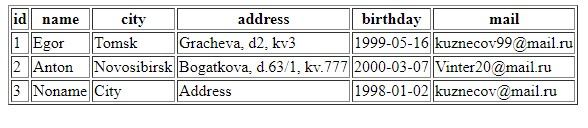 id name city address birthday mail
1 Egor Tomsk Gracheva, d2, kv3 1999-05-16 kuznecov99@mail.ru
2 Anton Novosibirsk Bogatkova, d.63/1, kv.777 2000-03-07 Vinter20@mail.ru
3 Noname City Address 1998-01-02 kuznecov@mail.ru